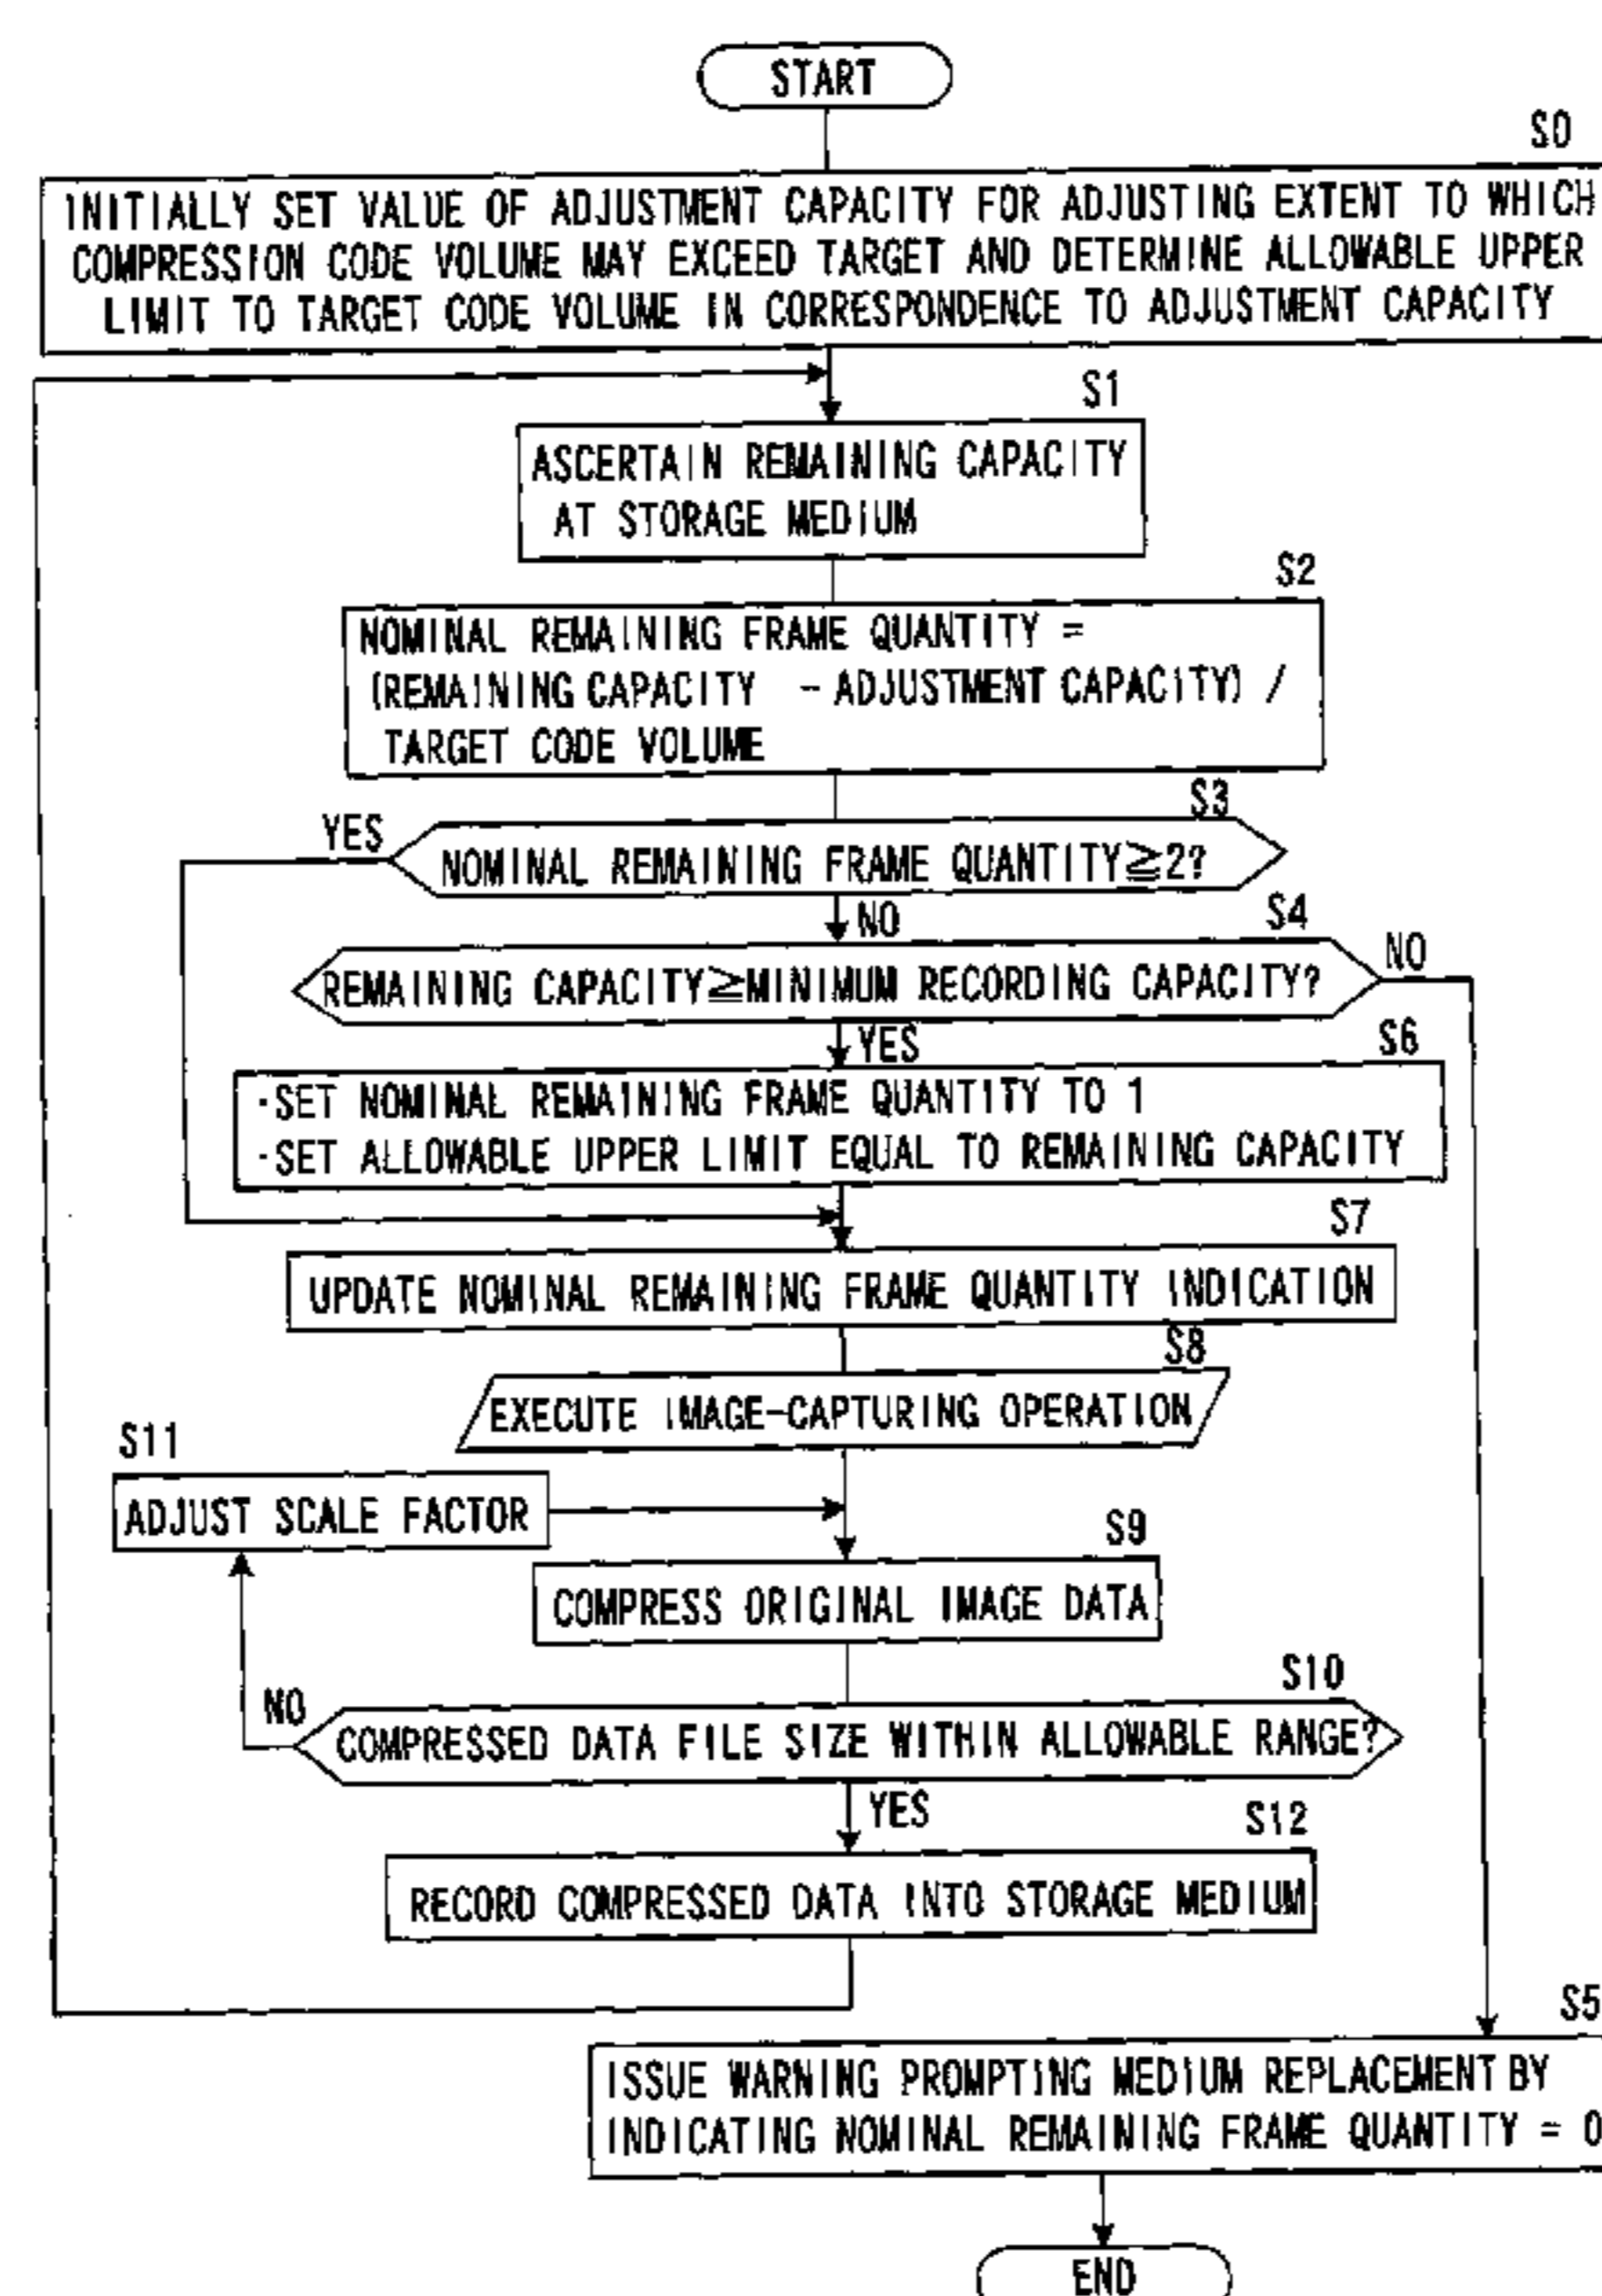 START
S0
INITIALLY SET VALUE OF ADJUSTMENT CAPACITY FOR ADJUSTING EXTENT TO WHICH
COMPRESSION CODE VOLUME MAY EXCEED TARGET AND DETERMINE ALLOWABLE UPPER
LIMIT TO TARGET CODE VOLUME IN CORRESPONDENCE TO ADJUSTMENT CAPACITY
S1
ASCERTAIN REMAINING CAPACITY
AT STORAGE MEDIUM
S2
NOMINAL REMAINING FRAME QUANTITY =
(REMAINING CAPACITY - ADJUSTMENT CAPACITY) /
TARGET CODE VOLUME
S3
YES
NOMINAL REMAINING FRAME QUANTITY≧2?
NO
S4
NO
REMAINING CAPACITY≧MINIMUM RECORDING CAPACITY?
YES
S6
·SET NOMINAL REMAINING FRAME QUANTITY TO 1
·SET ALLOWABLE UPPER LIMIT EQUAL TO REMAINING CAPACITY
S7
UPDATE NOMINAL REMAINING FRAME QUANTITY INDICATION
S8
EXECUTE IMAGE-CAPTURING OPERATION
S11
ADJUST SCALE FACTOR
S9
COMPRESS ORIGINAL IMAGE DATA
S10
NO
COMPRESSED DATA FILE SIZE WITHIN ALLOWABLE RANGE?
YES
S12
RECORD COMPRESSED DATA INTO STORAGE MEDIUM
S5
ISSUE WARNING PROMPTING MEDIUM REPLACEMENT BY
INDICATING NOMINAL REMAINING FRAME QUANTITY = 0
END